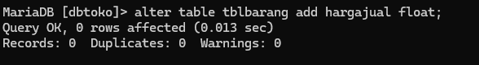 MariaDB [dbtoko]> alter table tblbarang add hargajual float;
Query OK, 0 rows affected (0.013 sec)
Records: 0  Duplicates: 0  Warnings: 0